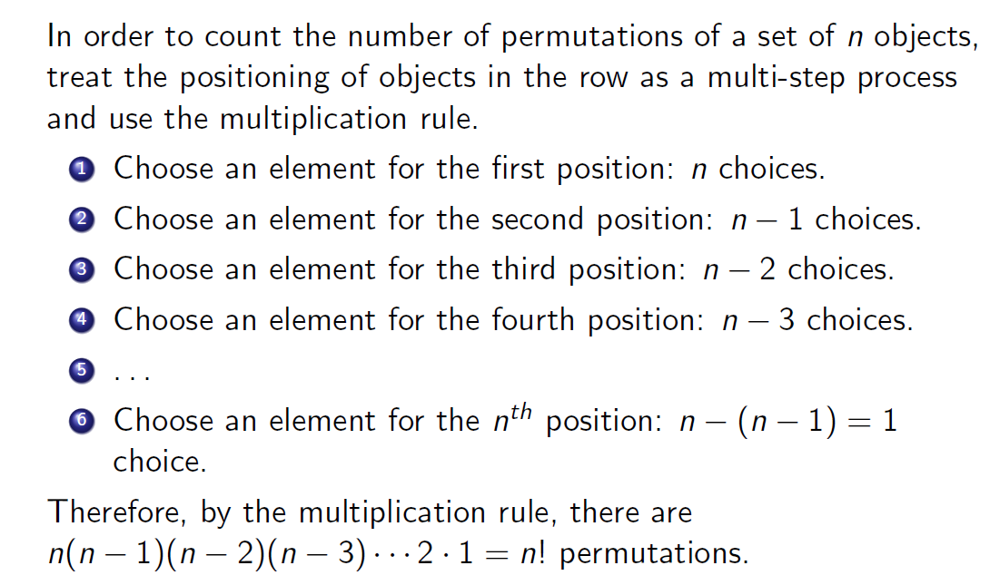 In order to count the number of permutations of a set of n objects,
treat the positioning of objects in the row as a multi-step process
and use the multiplication rule.
1 Choose an element for the first position: n choices.
2 Choose an element for the second position: n − 1 choices.
3 Choose an element for the third position: n − 2 choices.
4 Choose an element for the fourth position: n − 3 choices.
5 . . .
6 Choose an element for the nᵗʰ position: n − (n − 1) = 1
choice.
Therefore, by the multiplication rule, there are
n(n − 1)(n − 2)(n − 3) · · · 2 · 1 = n! permutations.